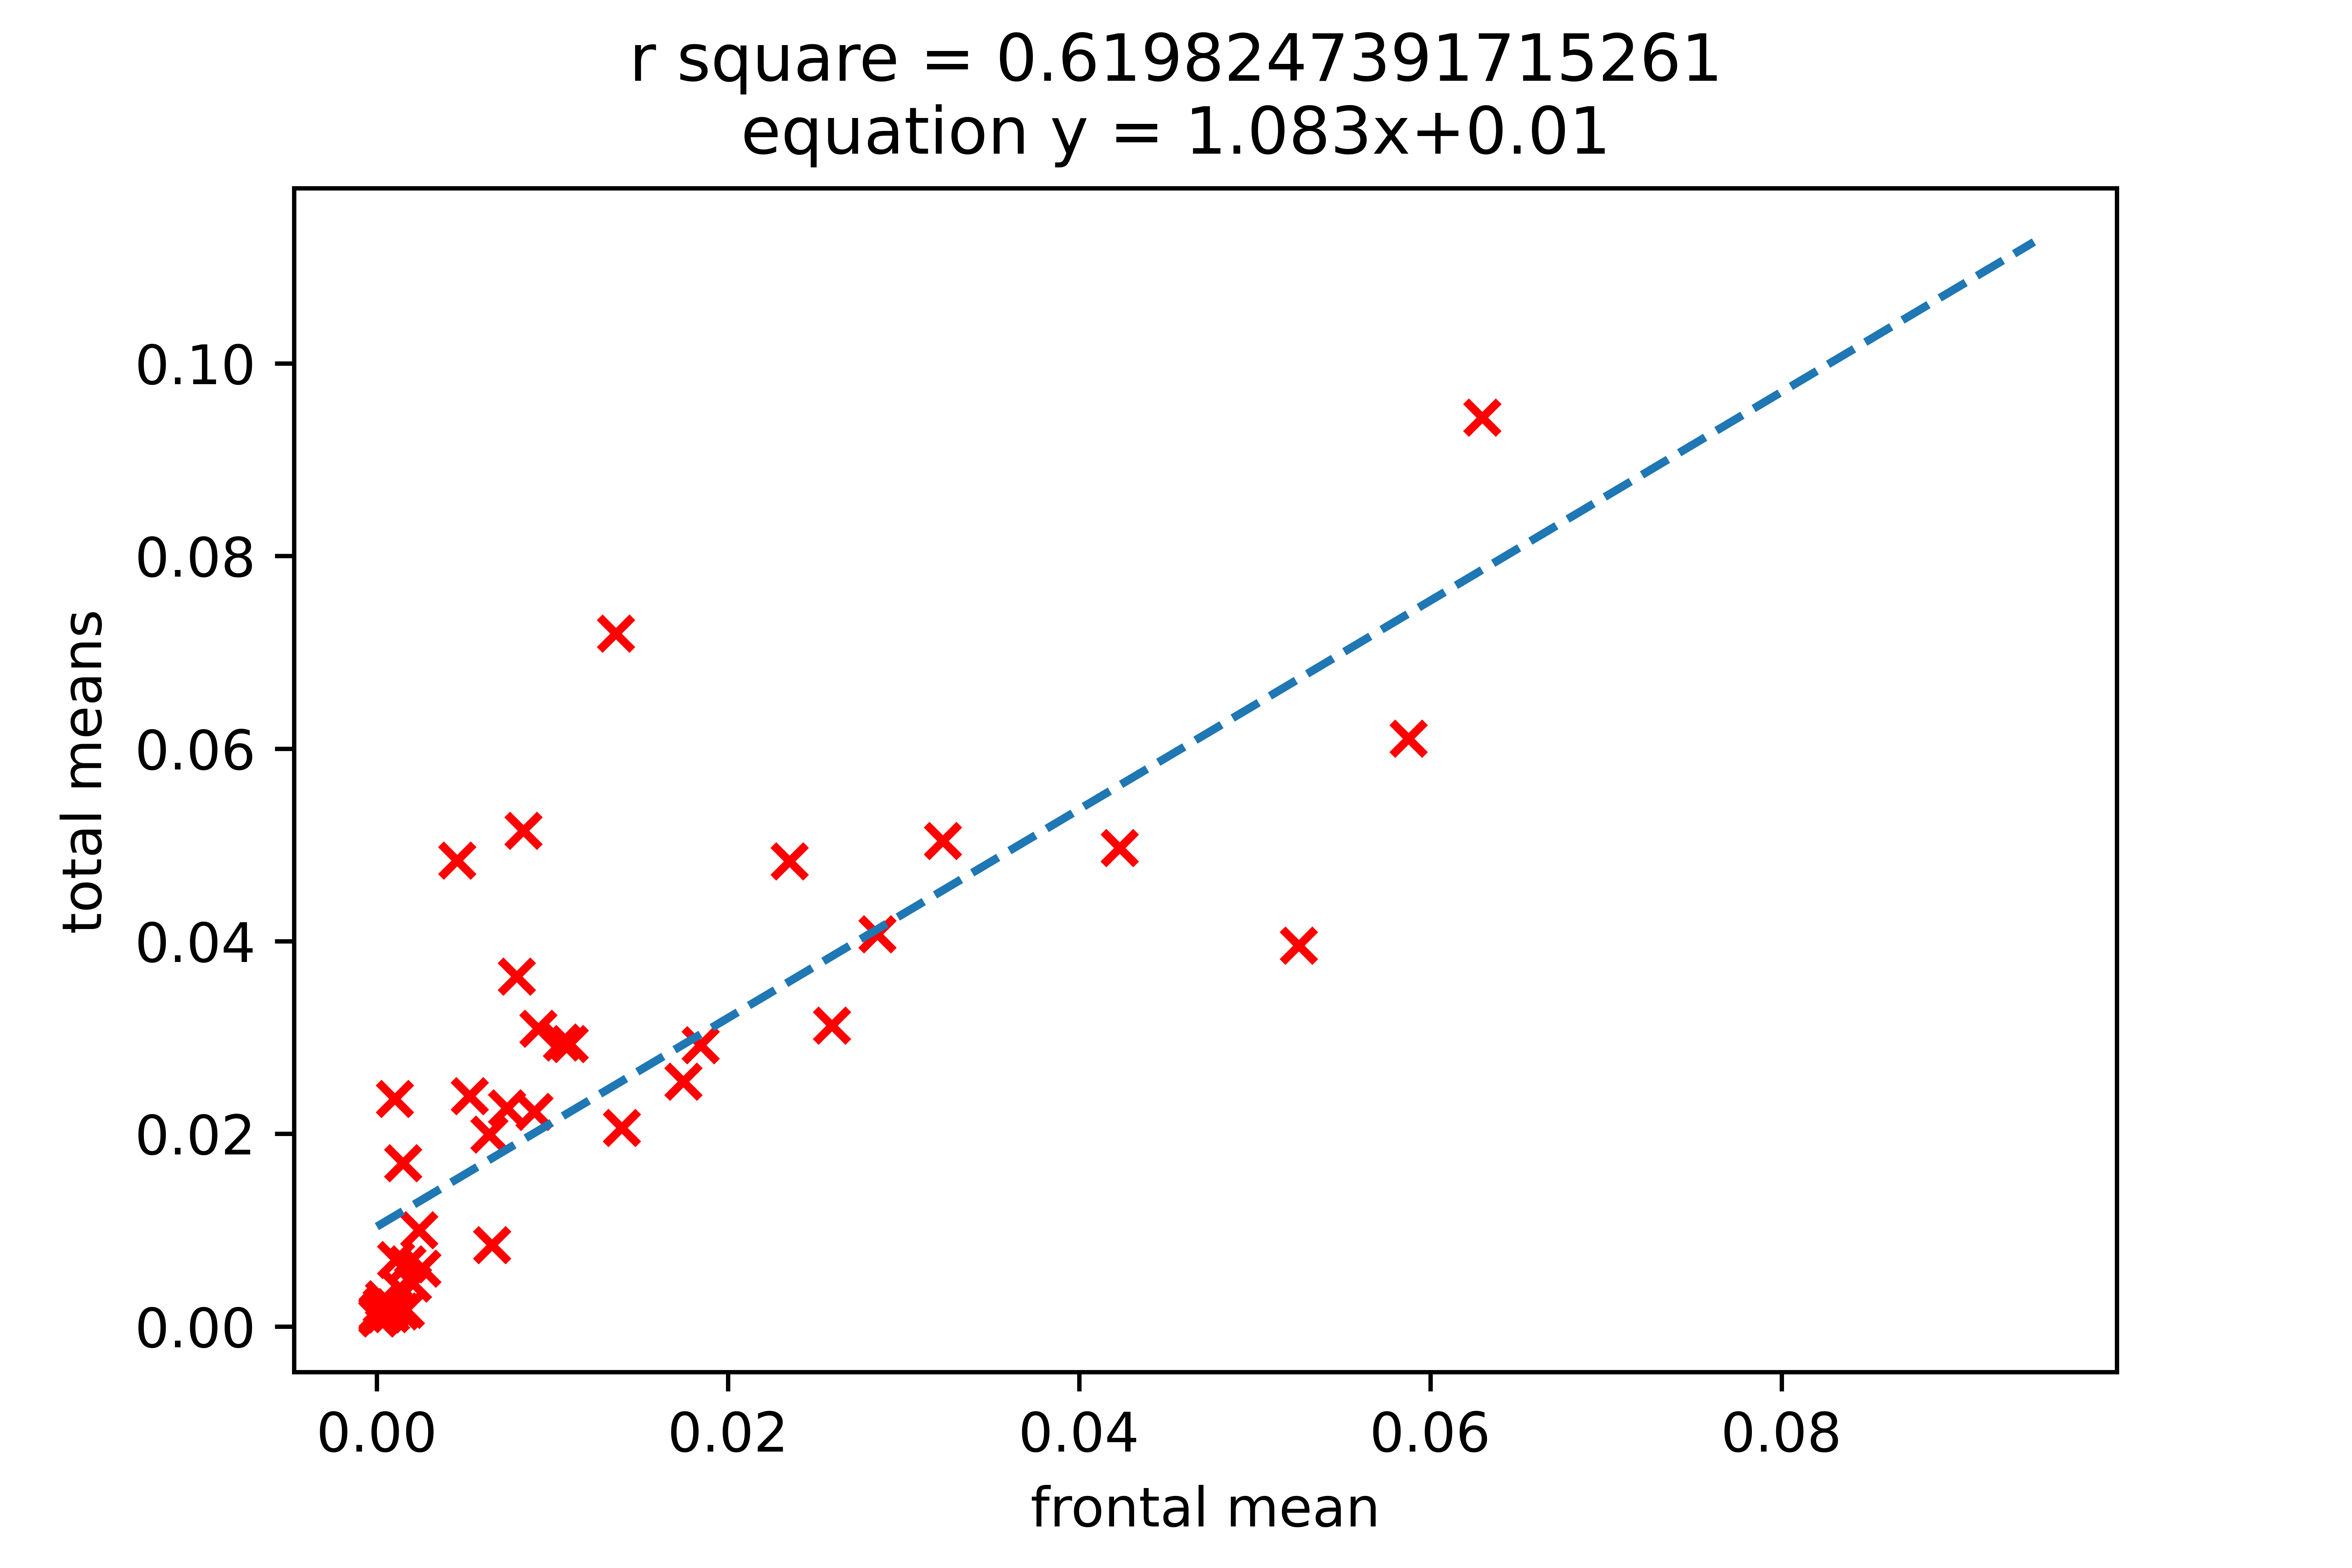 r square = 0.6198247391715261
equation y = 1.083x+0.01
total means
0.10
0.08
0.06
0.04
0.02
0.00
0.00 0.02 0.04 0.06 0.08
frontal mean